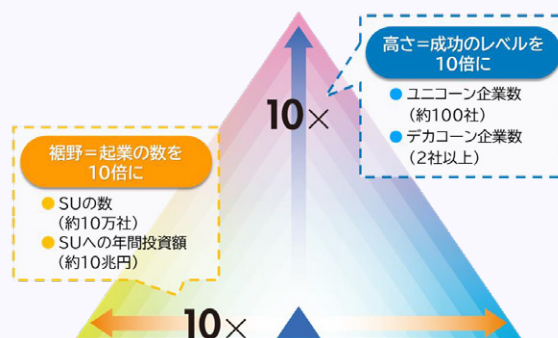 高さ=成功のレベルを
10倍に
● ユニコーン企業数
(約100社)
● デカコーン企業数
(2社以上)
10×
裾野=起業の数を
10倍に
● SUの数
(約10万社)
● SUへの年間投資額
(約10兆円)
10×